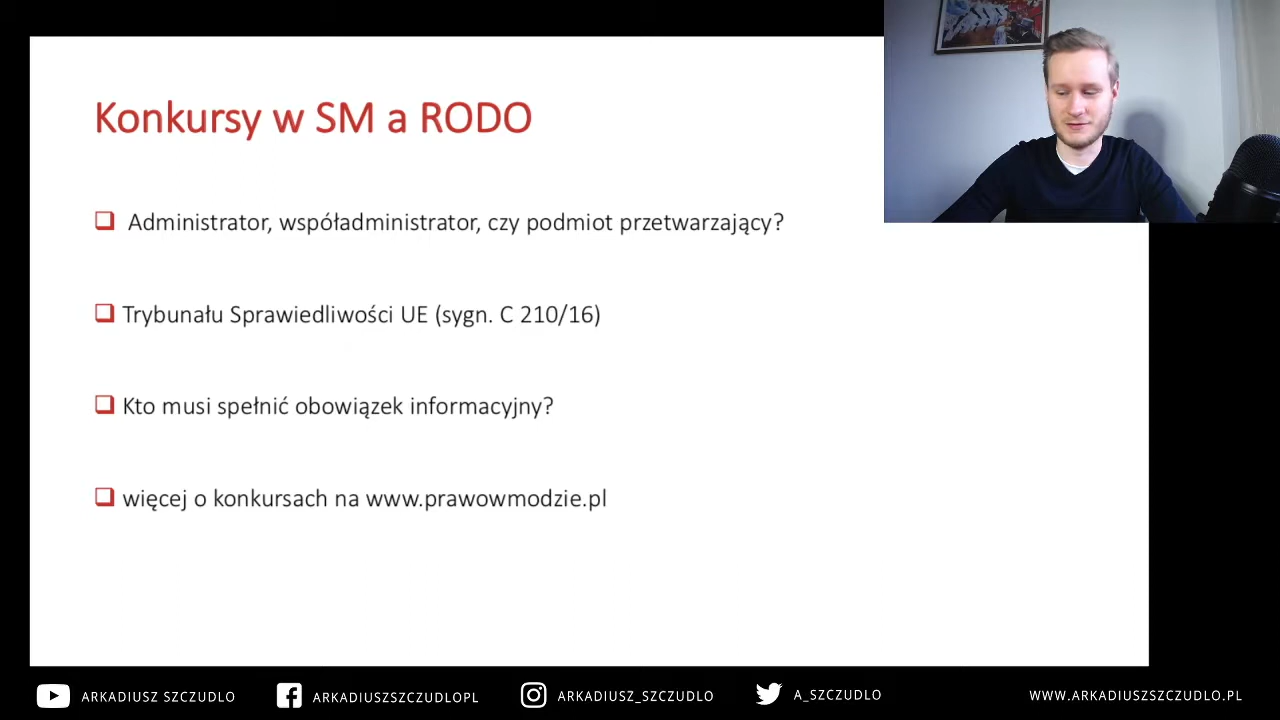 Konkursy w SM a RODO
Administrator, współadministrator, czy podmiot przetwarzający?
Trybunału Sprawiedliwości UE (sygn. C 210/16)
Kto musi spełnić obowiązek informacyjny?
więcej o konkursach na www.prawowmodzie.pl
ARKADIUSZ SZCZUDLO
ARKADIUSZSZCZUDLOPL
ARKADIUSZ_SZCZUDLO
A_SZCZUDLO
WWW.ARKADIUSZSZCZUDLO.PL